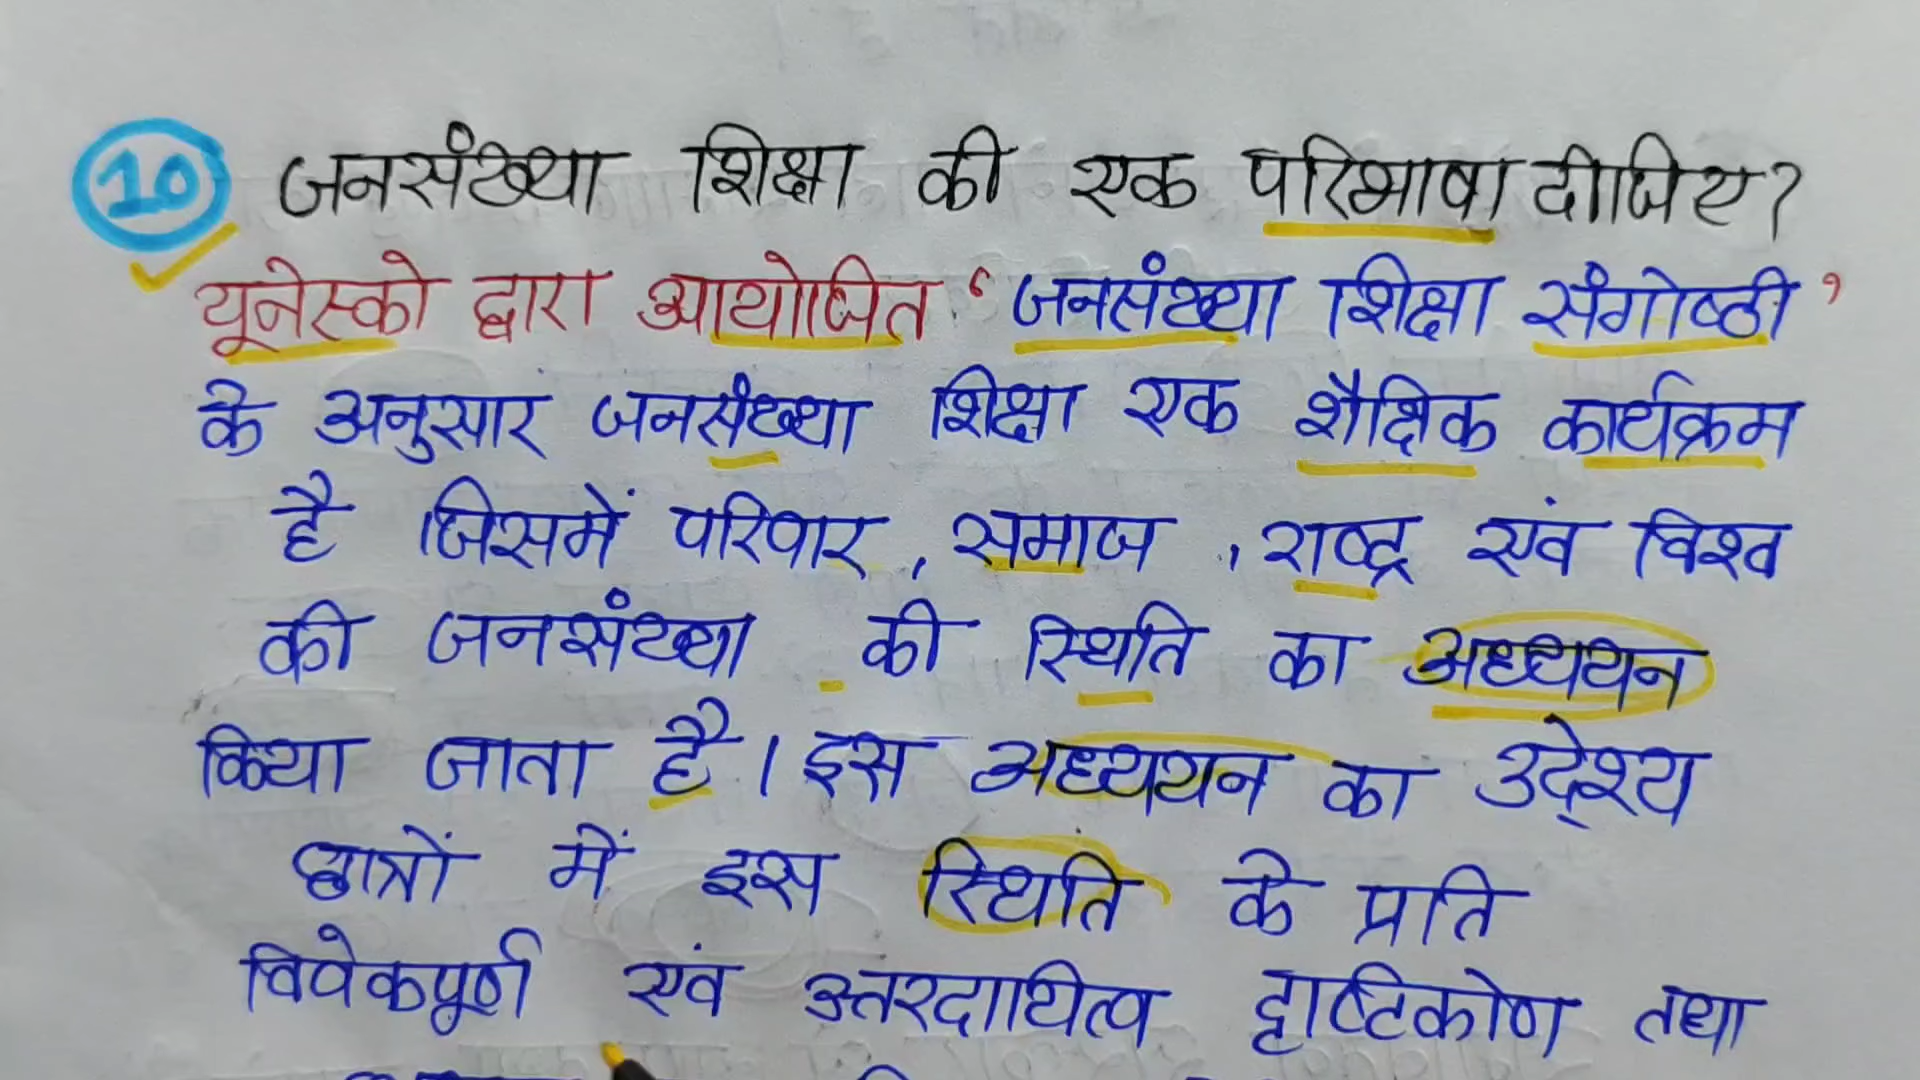 10 जनसंख्या शिक्षा की एक परिभाषा दीजिए?
यूनेस्को द्वारा आयोजित ‘जनसंख्या शिक्षा संगोष्ठी’
के अनुसार जनसंख्या शिक्षा एक शैक्षिक कार्यक्रम
है जिसमें परिवार, समाज, राष्ट्र एवं विश्व
की जनसंख्या की स्थिति का अध्ययन
किया जाता है। इस अध्ययन का उद्देश्य
छात्रों में इस स्थिति के प्रति
विवेकपूर्ण एवं उत्तरदायित्व दृष्टिकोण तथा